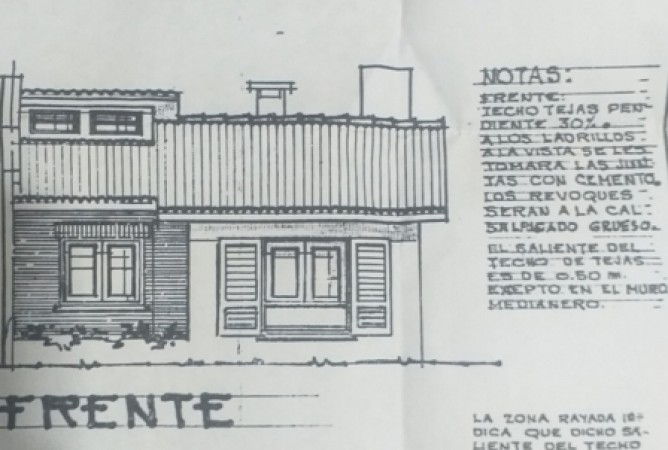 NOTAS:
FRENTE:
TECHO TEJAS PEN-
DIENTE 30%.
A LOS LADRILLOS
A LA VISTA SE LES
TOMARA LAS JUN
TAS CON CEMENTO.
LOS REVOQUES
SERAN A LA CAL
SALPICADO GRUESO.
EL SALIENTE DEL
TECHO DE TEJAS
ES DE 0.50 m.
EXEPTO EN EL MURO
MEDIANERO.
FRENTE
LA ZONA RAYADA IN-
DICA QUE DICHO SA-
LIENTE DEL TECHO